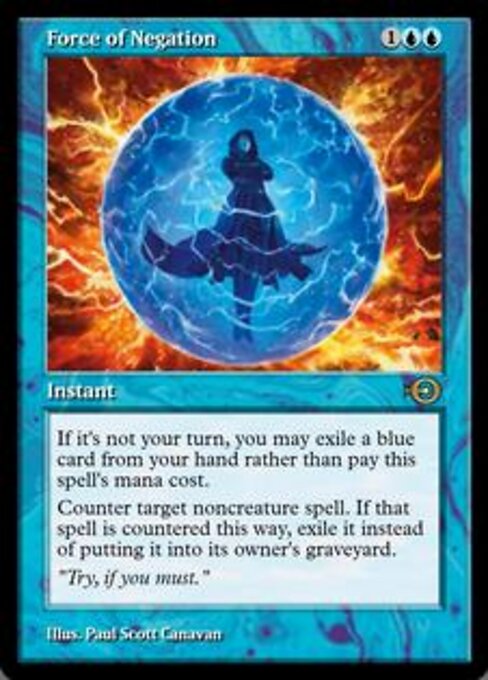 Force of Negation 1
Instant
If it's not your turn, you may exile a blue
card from your hand rather than pay this
spell's mana cost.
Counter target noncreature spell. If that
spell is countered this way, exile it instead
of putting it into its owner's graveyard.
"Try, if you must."
Illus. Paul Scott Canavan